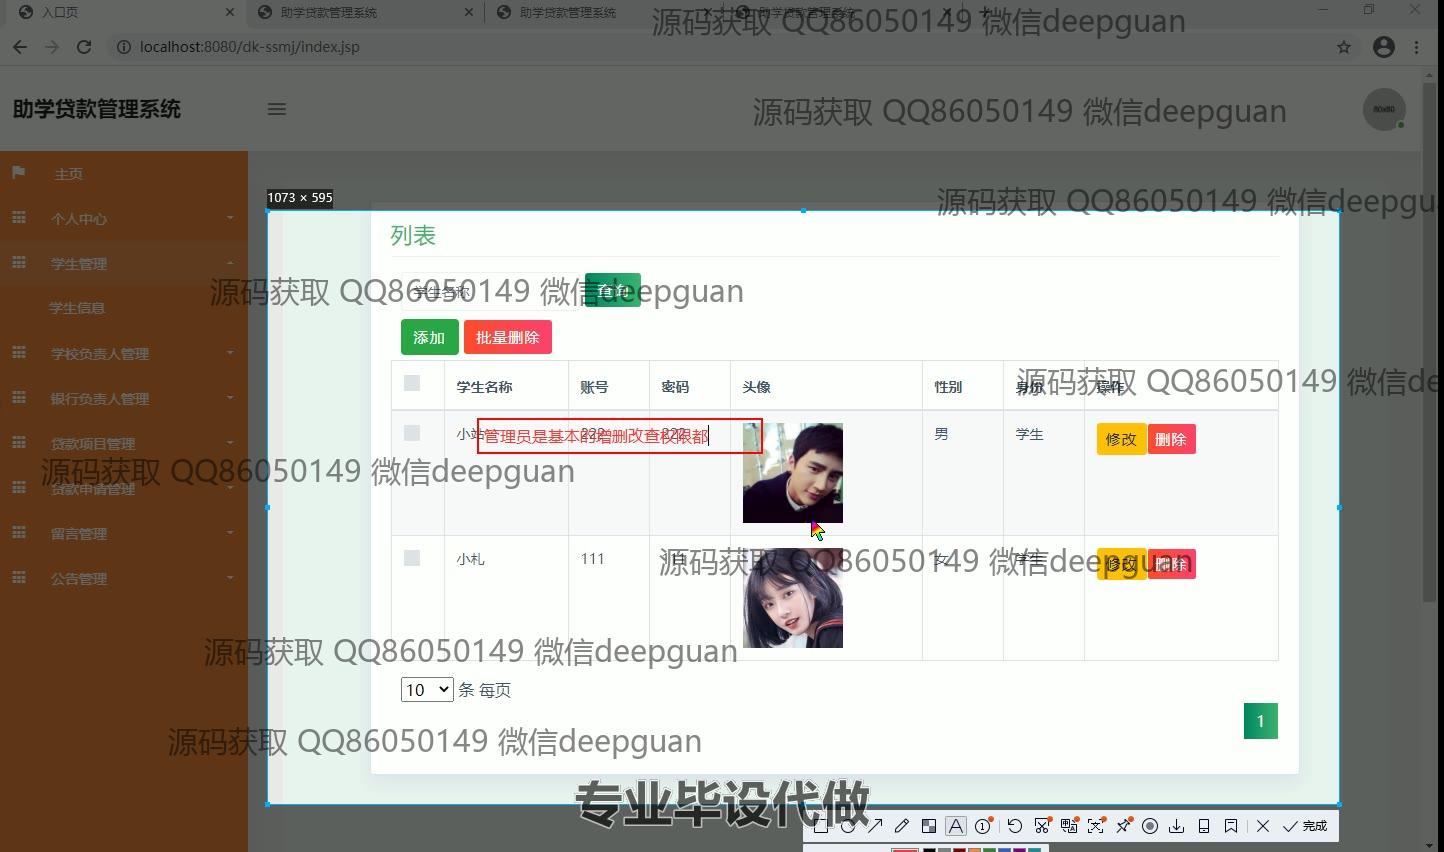 入口页
助学贷款管理系统
助学贷款管理系统
助学贷款管理系统
localhost:8080/dk-ssmj/index.jsp
源码获取 QQ86050149 微信deepguan
助学贷款管理系统
源码获取 QQ86050149 微信deepguan
80x80
主页
个人中心
学生管理
学生信息
学校负责人管理
银行负责人管理
贷款项目管理
贷款申请管理
留言管理
公告管理
1073 × 595
源码获取 QQ86050149 微信deepgu
列表
学生名称
查询
源码获取 QQ86050149 微信deepguan
添加
批量删除
源码获取 QQ86050149 微信de
学生名称 账号 密码 头像 性别 身份 操作
小站 222 222 男 学生 修改 删除
管理员是基本的增删改查权限都
源码获取 QQ86050149 微信deepguan
小札 111 111 女 学生 修改 删除
源码获取 QQ86050149 微信deepguan
源码获取 QQ86050149 微信deepguan
10 条 每页
1
源码获取 QQ86050149 微信deepguan
专业毕设代做
完成